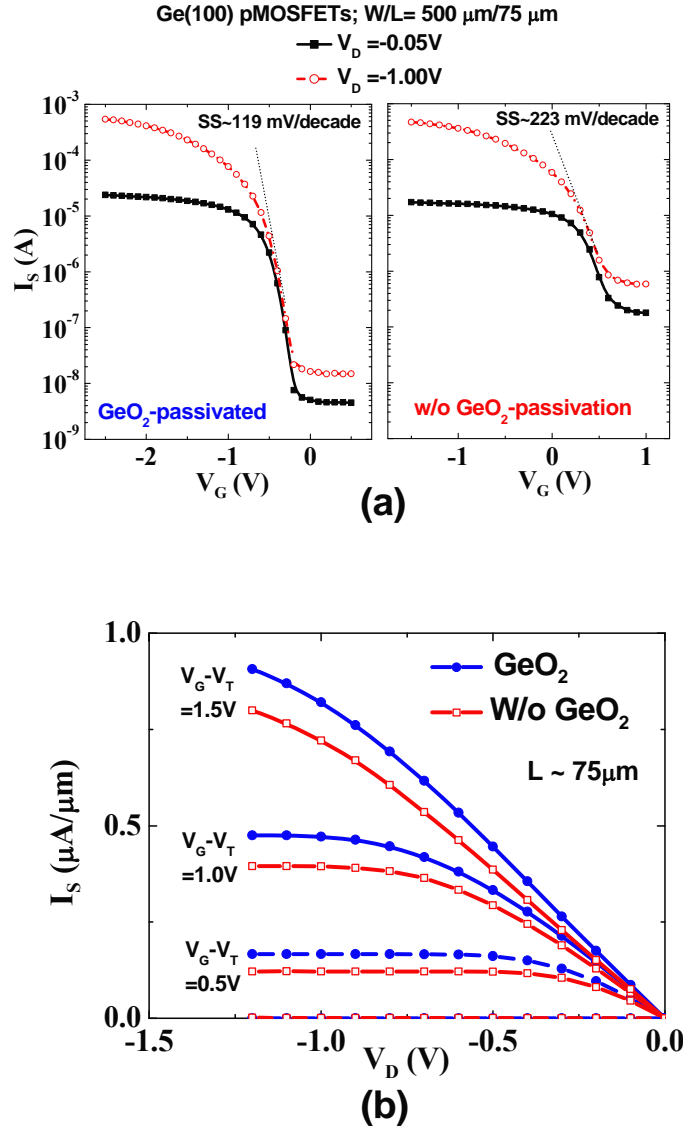 Ge(100) pMOSFETs; W/L= 500 μm/75 μm
V_D =-0.05V
V_D =-1.00V
10^-3
10^-4
10^-5
10^-6
10^-7
10^-8
10^-9
I_S (A)
SS~119 mV/decade
GeO_2-passivated
-2
-1
0
V_G (V)
SS~223 mV/decade
w/o GeO_2-passivation
-1
0
1
V_G (V)
(a)
1.0
0.5
0.0
I_S (μA/μm)
V_G-V_T
=1.5V
V_G-V_T
=1.0V
V_G-V_T
=0.5V
GeO_2
W/o GeO_2
L ~ 75μm
-1.5
-1.0
-0.5
0.0
V_D (V)
(b)